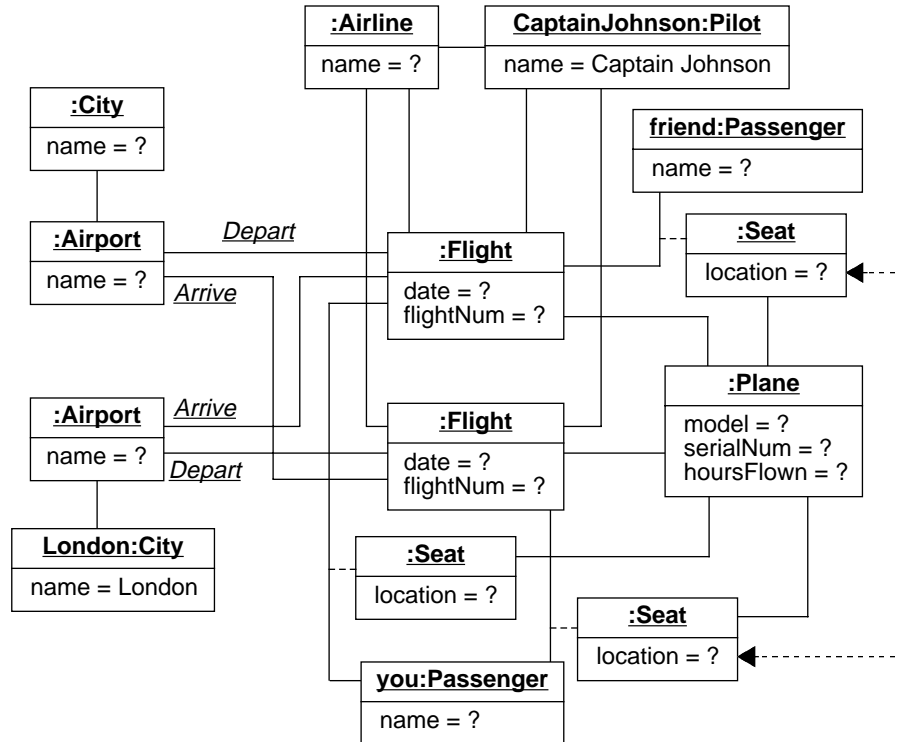 :Airline
name = ?
CaptainJohnson:Pilot
name = Captain Johnson
:City
name = ?
friend:Passenger
name = ?
:Airport
name = ?
Depart
Arrive
:Flight
date = ?
flightNum = ?
:Seat
location = ?
:Plane
model = ?
serialNum = ?
hoursFlown = ?
:Airport
name = ?
Arrive
Depart
:Flight
date = ?
flightNum = ?
London:City
name = London
:Seat
location = ?
:Seat
location = ?
you:Passenger
name = ?